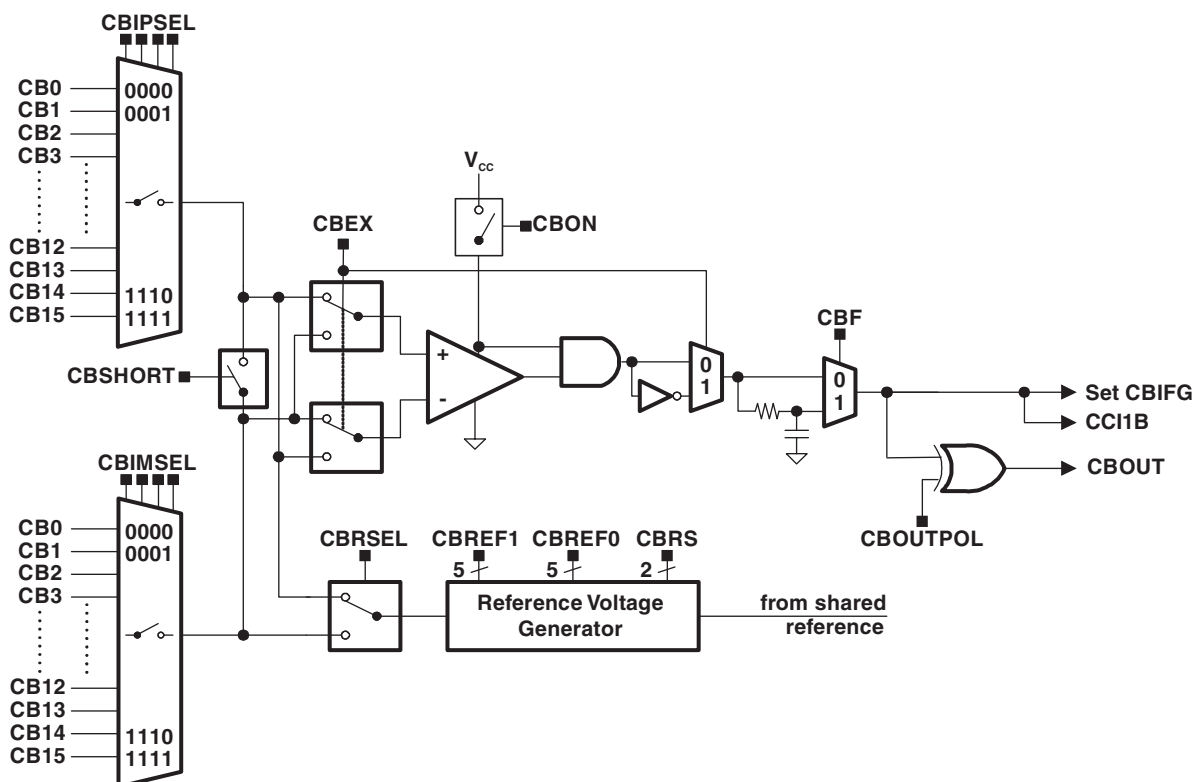 CBIPSEL
CB0
0000
CB1
0001
CB2
CB3
CB12
CB13
CB14
1110
CB15
1111
VCC
CBON
CBEX
CBSHORT
+
-
0
1
CBF
0
1
Set CBIFG
CCI1B
CBOUT
CBOUTPOL
CBIMSEL
CB0
0000
CB1
0001
CB2
CB3
CB12
CB13
CB14
1110
CB15
1111
CBRSEL
CBREF1
CBREF0
CBRS
5
5
2
Reference Voltage
Generator
from shared
reference